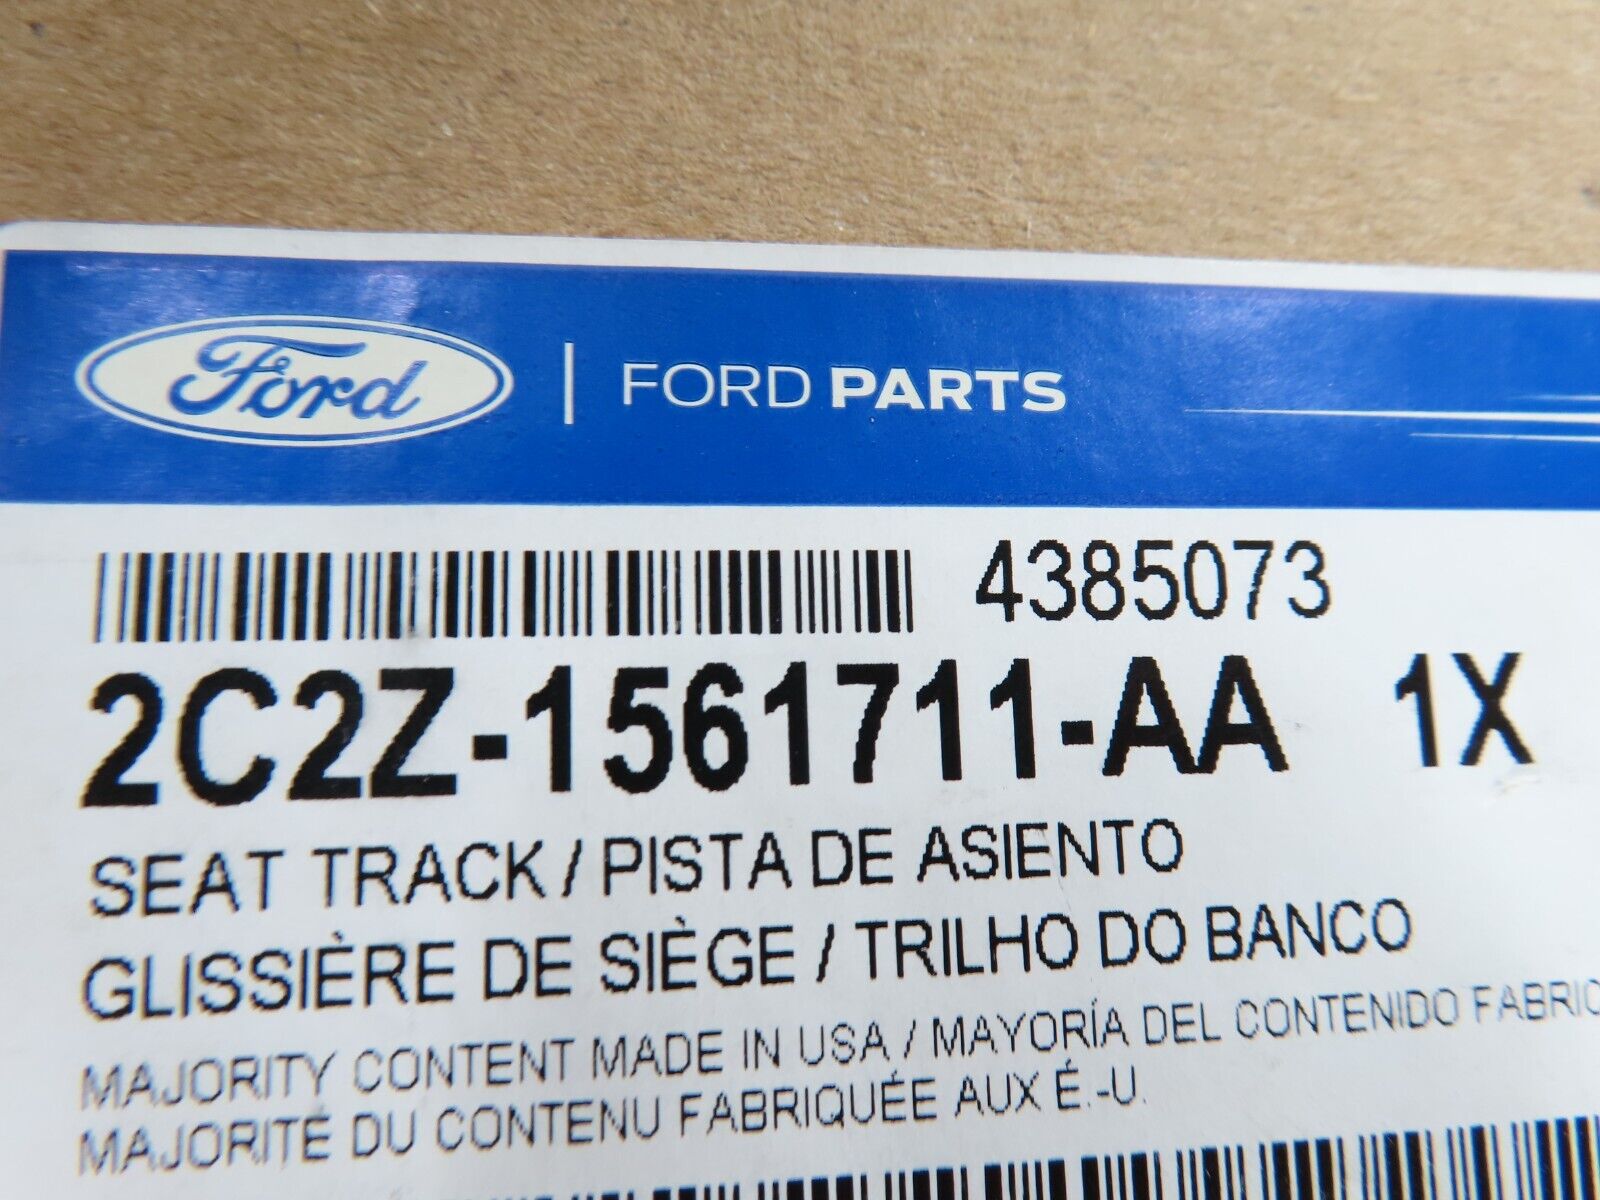 Ford | FORD PARTS
4385073
2C2Z-1561711-AA 1X
SEAT TRACK / PISTA DE ASIENTO
GLISSIÈRE DE SIÈGE / TRILHO DO BANCO
MAJORITY CONTENT MADE IN USA / MAYORÍA DEL CONTENIDO FABRIC
MAJORITÉ DU CONTENU FABRIQUÉE AUX É.-U.